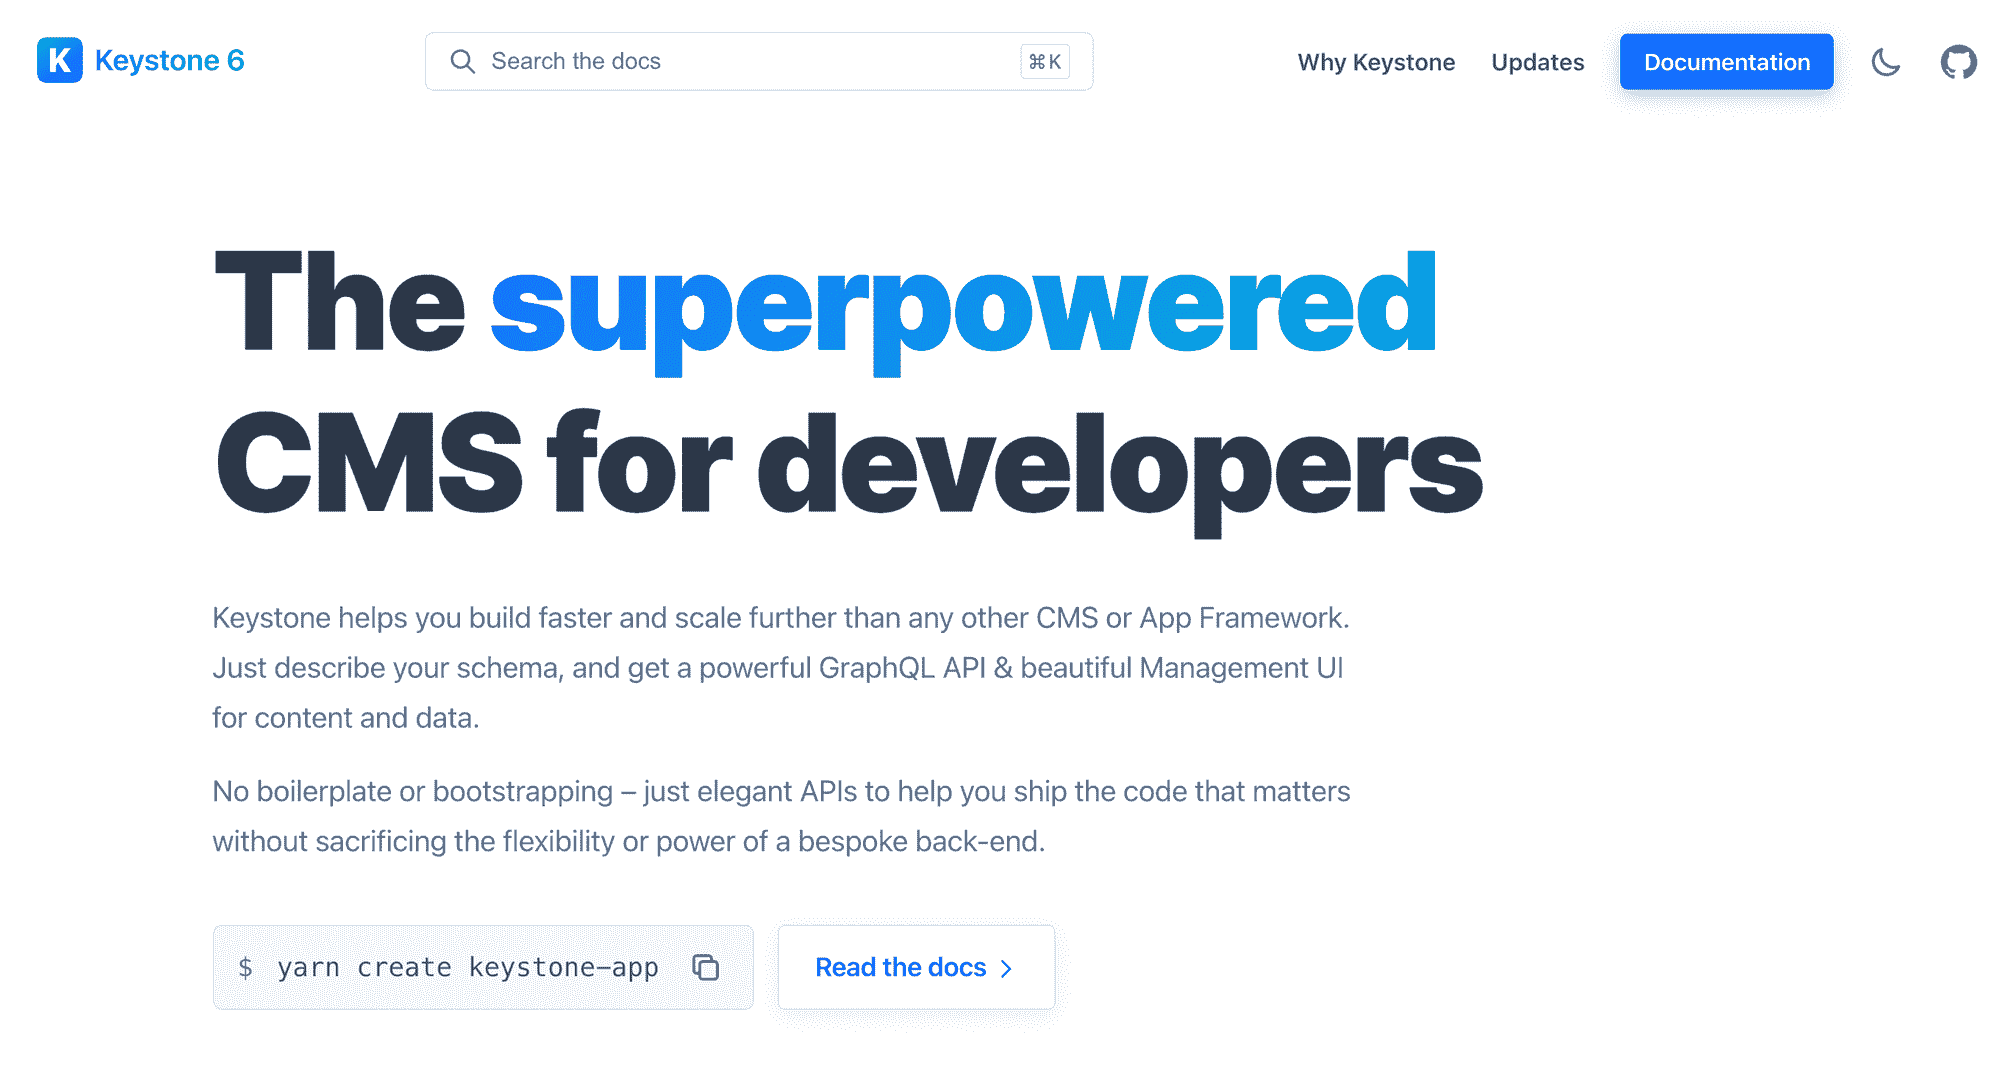 K Keystone 6
Search the docs ⌘K
Why Keystone Updates Documentation
The superpowered
CMS for developers
Keystone helps you build faster and scale further than any other CMS or App Framework.
Just describe your schema, and get a powerful GraphQL API & beautiful Management UI
for content and data.
No boilerplate or bootstrapping – just elegant APIs to help you ship the code that matters
without sacrificing the flexibility or power of a bespoke back-end.
$ yarn create keystone-app
Read the docs